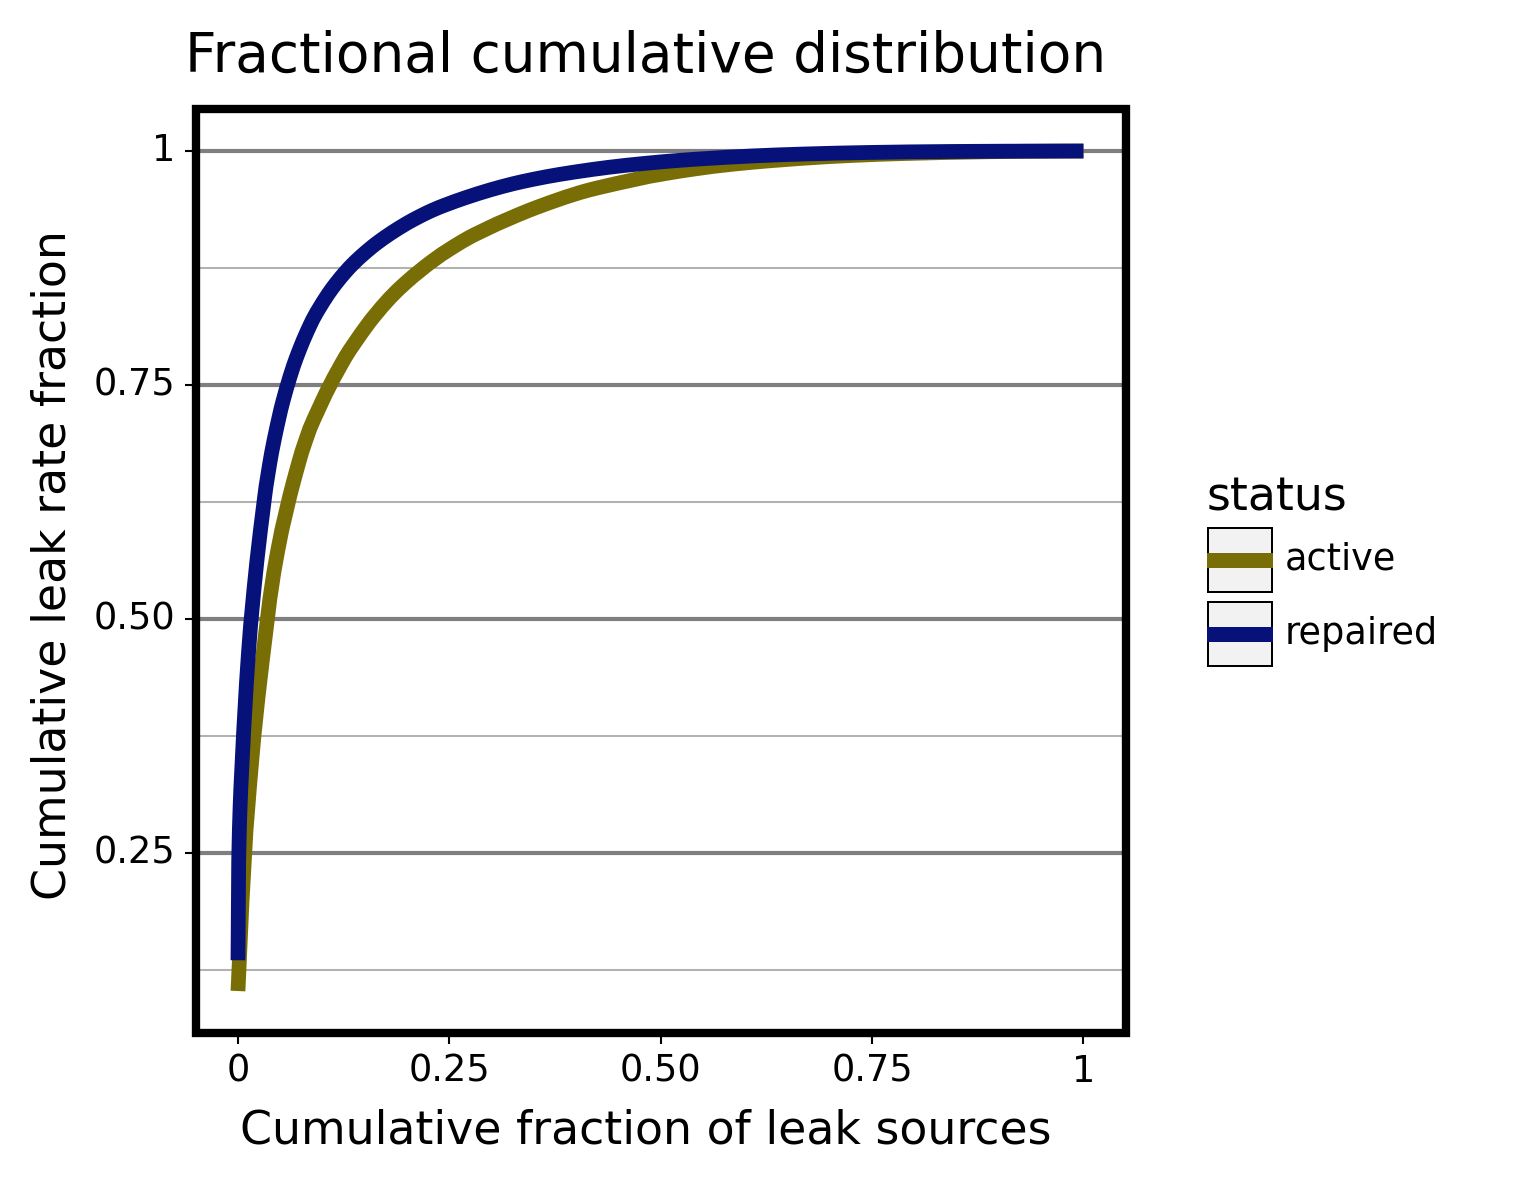 Fractional cumulative distribution
Cumulative leak rate fraction
1
0.75
0.50
0.25
0 0.25 0.50 0.75 1
Cumulative fraction of leak sources
status
active
repaired